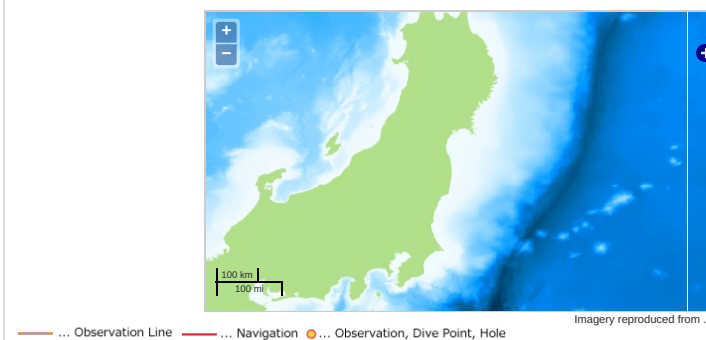 +
−
100 km
100 mi
Imagery reproduced from .
... Observation Line ... Navigation ... Observation, Dive Point, Hole